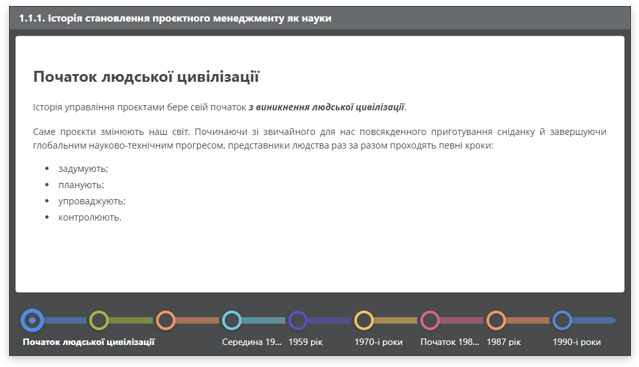 1.1.1. Історія становлення проєктного менеджменту як науки
Початок людської цивілізації
Історія управління проєктами бере свій початок з виникнення людської цивілізації.
Саме проєкти змінюють наш світ. Починаючи зі звичайного для нас повсякденного приготування сніданку й завершуючи
глобальним науково-технічним прогресом, представники людства раз за разом проходять певні кроки:
• задумують;
• планують;
• упроваджують;
• контролюють.
Початок людської цивілізації Середина 19... 1959 рік 1970-і роки Початок 198... 1987 рік 1990-і роки